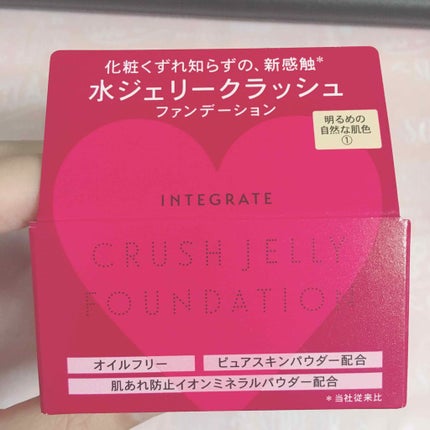 化粧くずれ知らずの、新感触*
水ジェリークラッシュ
ファンデーション
明るめの
自然な肌色
①
INTEGRATE
CRUSH JELLY
FOUNDATION
オイルフリー
ピュアスキンパウダー配合
肌あれ防止イオンミネラルパウダー配合
*当社従来比